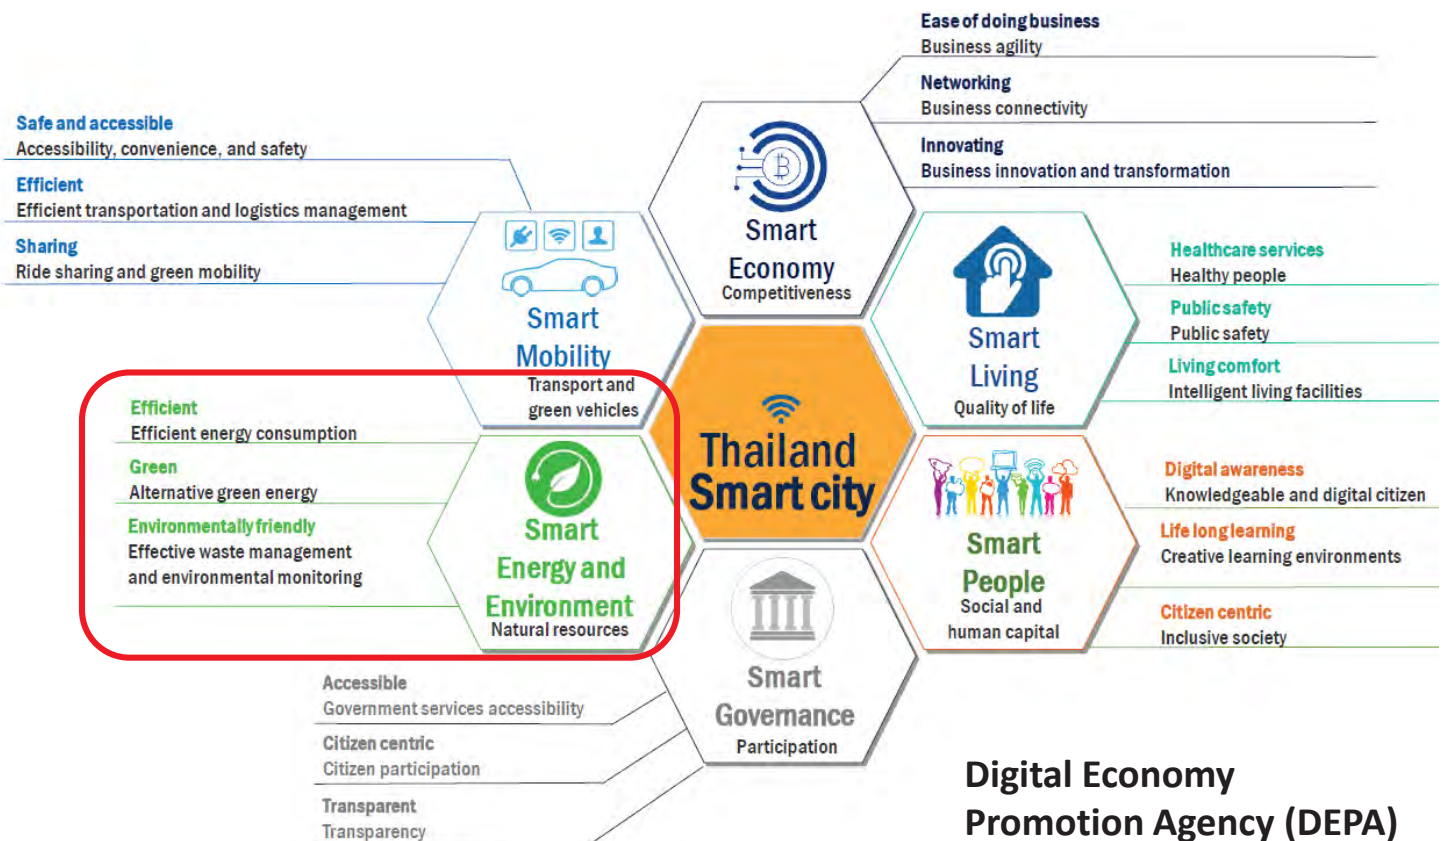 Ease of doing business
Business agility
Networking
Business connectivity
Innovating
Business innovation and transformation
Safe and accessible
Accessibility, convenience, and safety
Efficient
Efficient transportation and logistics management
Sharing
Ride sharing and green mobility
Smart
Economy
Competitiveness
Smart
Mobility
Transport and
green vehicles
Smart
Living
Quality of life
Healthcare services
Healthy people
Public safety
Public safety
Living comfort
Intelligent living facilities
Efficient
Efficient energy consumption
Green
Alternative green energy
Environmentally friendly
Effective waste management
and environmental monitoring
Smart
Energy and
Environment
Natural resources
Thailand
Smart city
Smart
People
Social and
human capital
Digital awareness
Knowledgeable and digital citizen
Life long learning
Creative learning environments
Citizen centric
Inclusive society
Smart
Governance
Participation
Accessible
Government services accessibility
Citizen centric
Citizen participation
Transparent
Transparency
Digital Economy
Promotion Agency (DEPA)